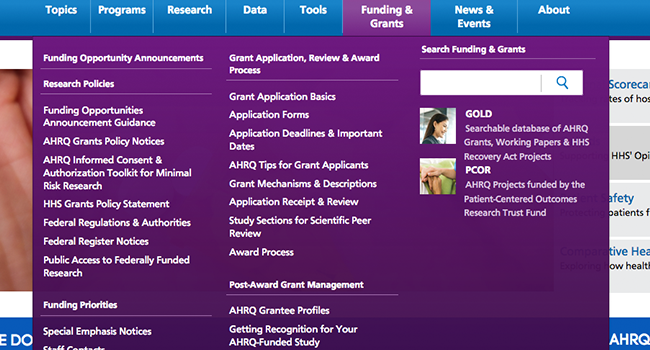 Topics
Programs
Research
Data
Tools
Funding &
Grants
News &
Events
About
Funding Opportunity Announcements
Research Policies
Funding Opportunities
Announcement Guidance
AHRQ Grants Policy Notices
AHRQ Informed Consent &
Authorization Toolkit for Minimal
Risk Research
HHS Grants Policy Statement
Federal Regulations & Authorities
Federal Register Notices
Public Access to Federally Funded
Research
Funding Priorities
Special Emphasis Notices
Staff Contacts
Grant Application, Review & Award
Process
Grant Application Basics
Application Forms
Application Deadlines & Important
Dates
AHRQ Tips for Grant Applicants
Grant Mechanisms & Descriptions
Application Receipt & Review
Study Sections for Scientific Peer
Review
Award Process
Post-Award Grant Management
AHRQ Grantee Profiles
Getting Recognition for Your
AHRQ-Funded Study
Search Funding & Grants
GOLD
Searchable database of AHRQ
Grants, Working Papers & HHS
Recovery Act Projects
PCOR
AHRQ Projects funded by the
Patient-Centered Outcomes
Research Trust Fund
Scorecar
tes of hos
HHS' Opi
t Safety
patients f
Comparative Hea
Exploring how health
E DO
AHRQ